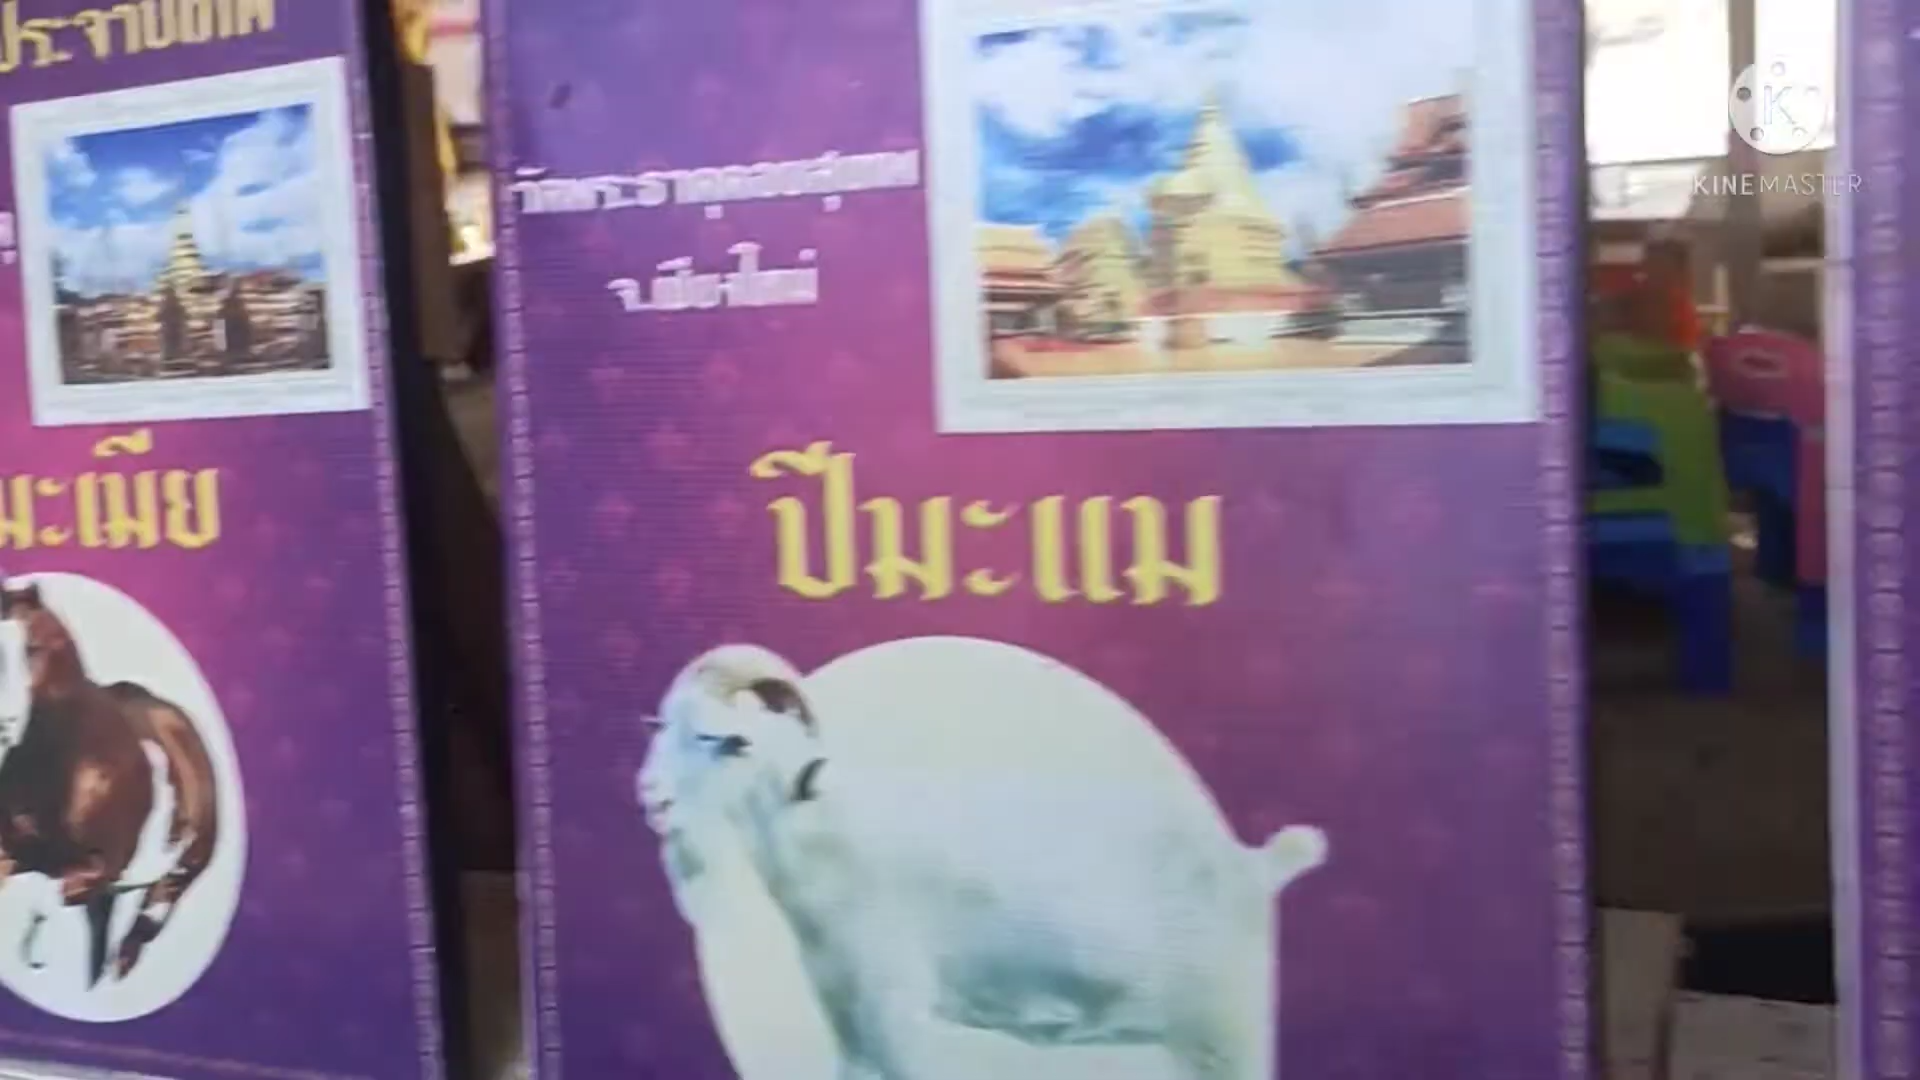 ประจำปีเกิด
มะเมีย
วัดพระธาตุดอยสุเทพ
จ.เชียงใหม่
ปีมะแม
KINEMASTER